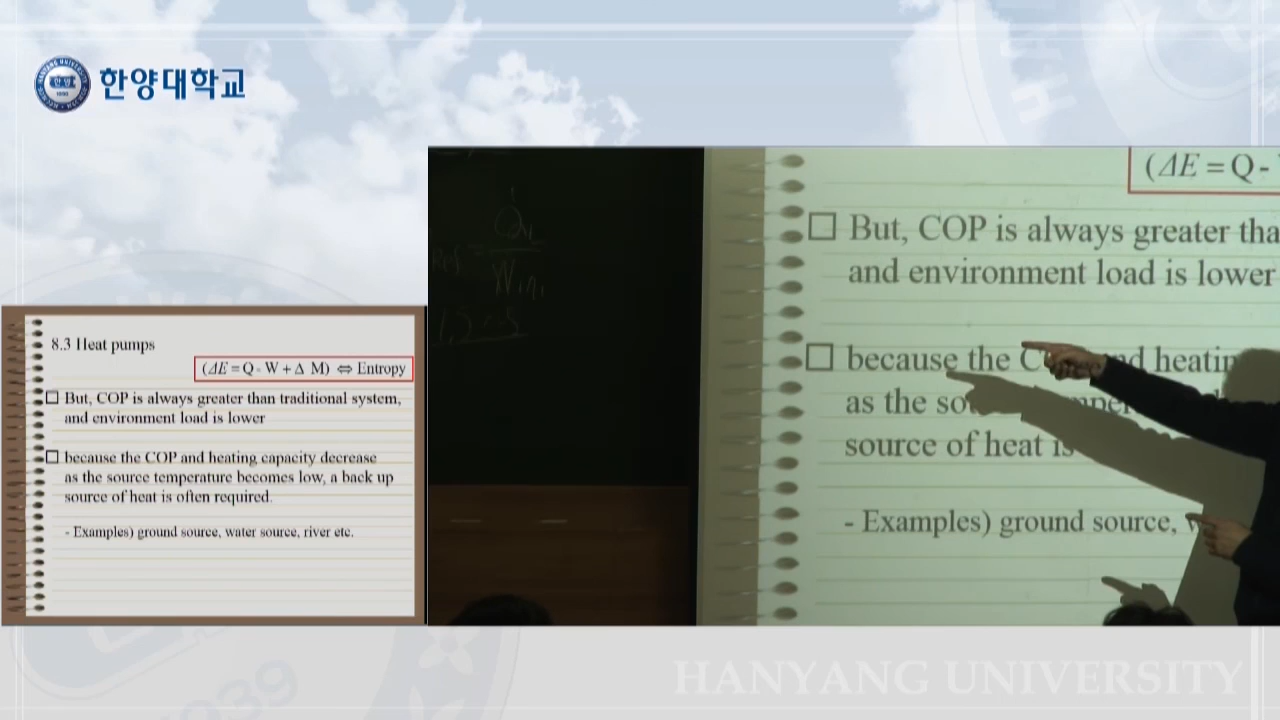 한양대학교
8.3 Heat pumps
(ΔE = Q - W + Δ M) ⇔ Entropy
☐ But, COP is always greater than traditional system,
and environment load is lower
☐ because the COP and heating capacity decrease
as the source temperature becomes low, a back up
source of heat is often required.
- Examples) ground source, water source, river etc.
(ΔE = Q -
☐ But, COP is always greater tha
and environment load is lower
☐ because the C nd heatin
as the so mper
source of heat is
- Examples) ground source,
HANYANG UNIVERSITY